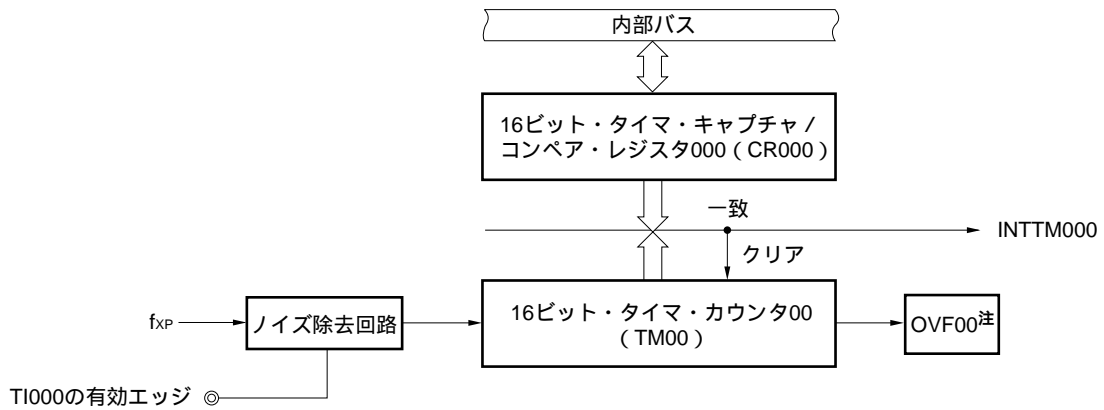 内部バス
16ビット・タイマ・キャプチャ／
コンペア・レジスタ000（CR000）
一致
INTTM000
クリア
fXP
ノイズ除去回路
16ビット・タイマ・カウンタ00
（TM00）
OVF00注
TI000の有効エッジ